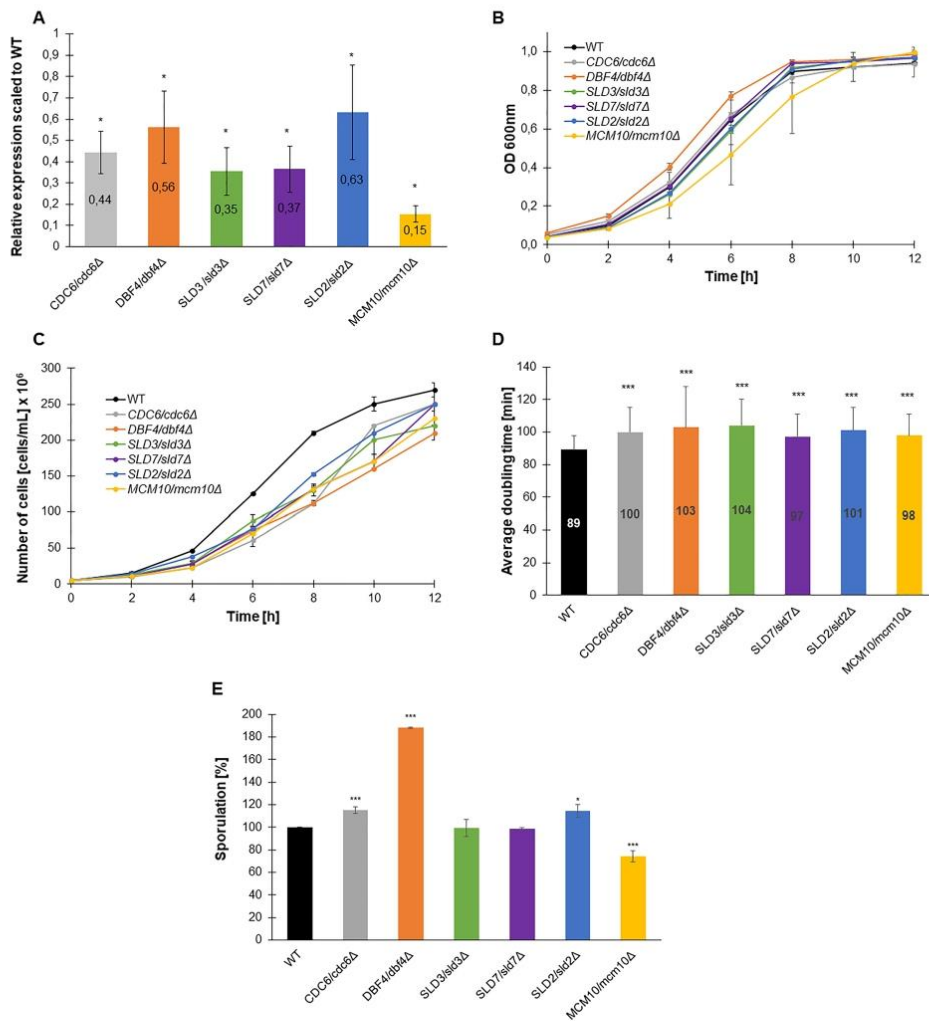 A
Relative expression scaled to WT
1
0,9
0,8
0,7
0,6
0,5
0,4
0,3
0,2
0,1
0
*
*
*
*
*
*
0,44
0,56
0,35
0,37
0,63
0,15
CDC6/cdc6Δ
DBF4/dbf4Δ
SLD3/sld3Δ
SLD7/sld7Δ
SLD2/sld2Δ
MCM10/mcm10Δ
B
OD 600nm
1,0
0,8
0,6
0,4
0,2
0,0
WT
CDC6/cdc6Δ
DBF4/dbf4Δ
SLD3/sld3Δ
SLD7/sld7Δ
SLD2/sld2Δ
MCM10/mcm10Δ
0 2 4 6 8 10 12
Time [h]
C
Number of cells [cells/mL] x 10⁶
300
250
200
150
100
50
0
WT
CDC6/cdc6Δ
DBF4/dbf4Δ
SLD3/sld3Δ
SLD7/sld7Δ
SLD2/sld2Δ
MCM10/mcm10Δ
0 2 4 6 8 10 12
Time [h]
D
Average doubling time [min]
140
120
100
80
60
40
20
0
***
***
***
***
***
***
89
100
103
104
97
101
98
WT
CDC6/cdc6Δ
DBF4/dbf4Δ
SLD3/sld3Δ
SLD7/sld7Δ
SLD2/sld2Δ
MCM10/mcm10Δ
E
Sporulation [%]
200
180
160
140
120
100
80
60
40
20
0
***
***
*
***
WT
CDC6/cdc6Δ
DBF4/dbf4Δ
SLD3/sld3Δ
SLD7/sld7Δ
SLD2/sld2Δ
MCM10/mcm10Δ